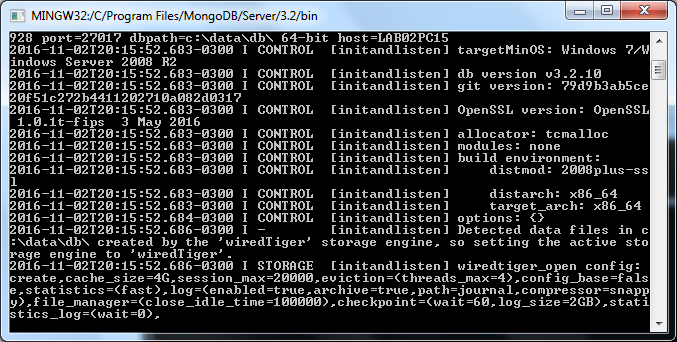 MINGW32:/C/Program Files/MongoDB/Server/3.2/bin
928 port=27017 dbpath=c:\data\db\ 64-bit host=LAB02PC15
2016-11-02T20:15:52.683-0300 I CONTROL  [initandlisten] targetMinOS: Windows 7/W
indows Server 2008 R2
2016-11-02T20:15:52.683-0300 I CONTROL  [initandlisten] db version v3.2.10
2016-11-02T20:15:52.683-0300 I CONTROL  [initandlisten] git version: 79d9b3ab5ce
20f51c272b4411202710a082d0317
2016-11-02T20:15:52.683-0300 I CONTROL  [initandlisten] OpenSSL version: OpenSSL
 1.0.1t-fips  3 May 2016
2016-11-02T20:15:52.683-0300 I CONTROL  [initandlisten] allocator: tcmalloc
2016-11-02T20:15:52.683-0300 I CONTROL  [initandlisten] modules: none
2016-11-02T20:15:52.683-0300 I CONTROL  [initandlisten] build environment:
2016-11-02T20:15:52.683-0300 I CONTROL  [initandlisten]     distmod: 2008plus-ss
l
2016-11-02T20:15:52.683-0300 I CONTROL  [initandlisten]     distarch: x86_64
2016-11-02T20:15:52.683-0300 I CONTROL  [initandlisten]     target_arch: x86_64
2016-11-02T20:15:52.684-0300 I CONTROL  [initandlisten] options: {}
2016-11-02T20:15:52.686-0300 I -        [initandlisten] Detected data files in c
:\data\db\ created by the 'wiredTiger' storage engine, so setting the active sto
rage engine to 'wiredTiger'.
2016-11-02T20:15:52.686-0300 I STORAGE  [initandlisten] wiredtiger_open config:
create,cache_size=4G,session_max=20000,eviction=(threads_max=4),config_base=fals
e,statistics=(fast),log=(enabled=true,archive=true,path=journal,compressor=snapp
y),file_manager=(close_idle_time=100000),checkpoint=(wait=60,log_size=2GB),stati
stics_log=(wait=0),